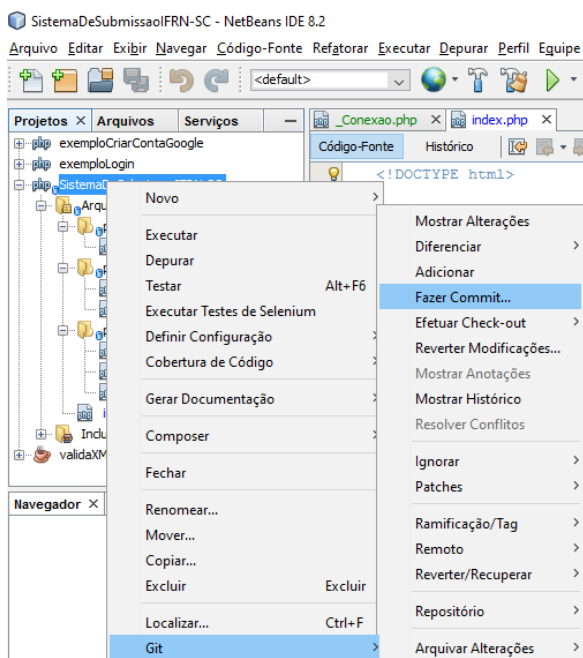 SistemaDeSubmissaoIFRN-SC - NetBeans IDE 8.2
Arquivo Editar Exibir Navegar Código-Fonte Refatorar Executar Depurar Perfil Equipe
<default>
Projetos Arquivos Serviços
_Conexao.php index.php
exemploCriarContaGoogle
Código-Fonte Histórico
exemploLogin
<!DOCTYPE html>
Arqu
Inclu
validaXM
Navegador
Novo
Executar
Depurar
Testar Alt+F6
Executar Testes de Selenium
Definir Configuração
Cobertura de Código
Gerar Documentação
Composer
Fechar
Renomear...
Mover...
Copiar...
Excluir Excluir
Localizar... Ctrl+F
Git
Mostrar Alterações
Diferenciar
Adicionar
Fazer Commit...
Efetuar Check-out
Reverter Modificações...
Mostrar Anotações
Mostrar Histórico
Resolver Conflitos
Ignorar
Patches
Ramificação/Tag
Remoto
Reverter/Recuperar
Repositório
Arquivar Alterações